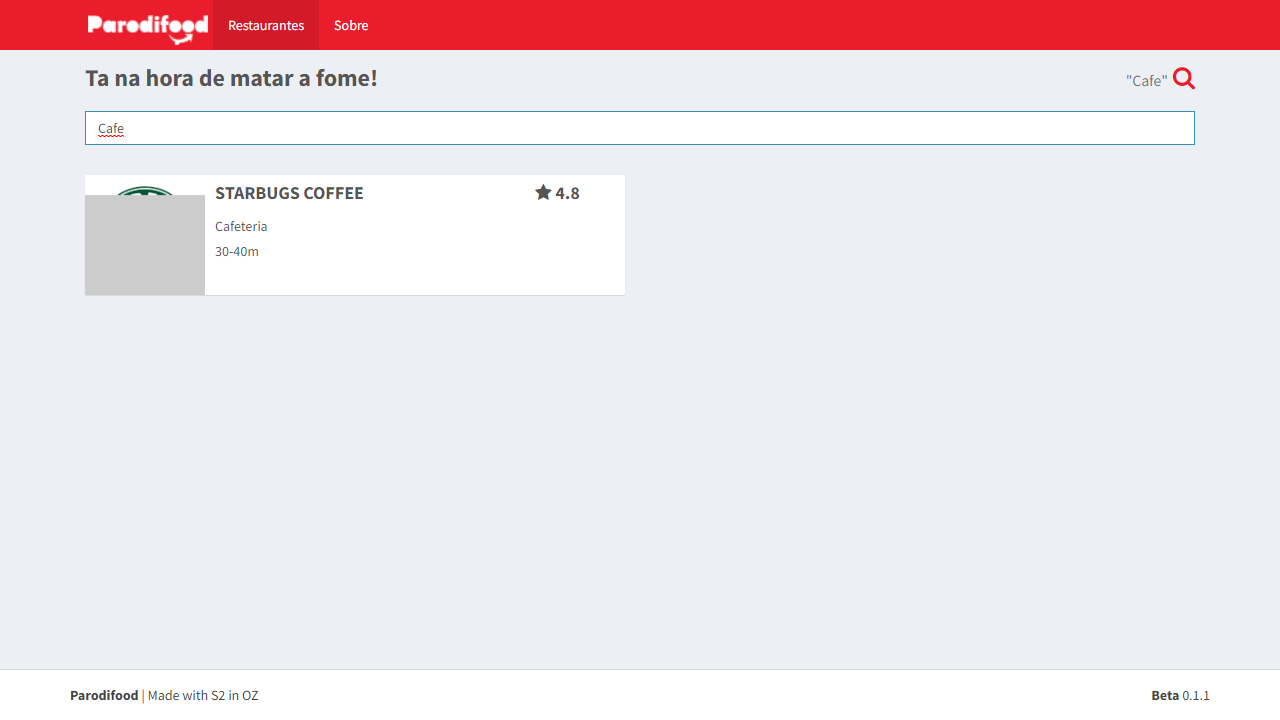 Parodifood Restaurantes Sobre
Ta na hora de matar a fome!
"Cafe"
Cafe
STARBUGS COFFEE
4.8
Cafeteria
30-40m
Parodifood | Made with S2 in OZ
Beta 0.1.1